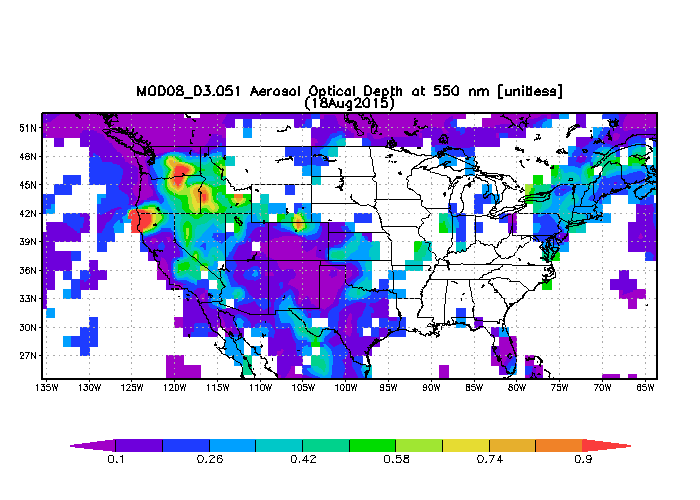 MOD08_D3.051 Aerosol Optical Depth at 550 nm [unitless]
(18Aug2015)
51N
48N
45N
42N
39N
36N
33N
30N
27N
135W 130W 125W 120W 115W 110W 105W 100W 95W 90W 85W 80W 75W 70W 65W
0.1 0.26 0.42 0.58 0.74 0.9